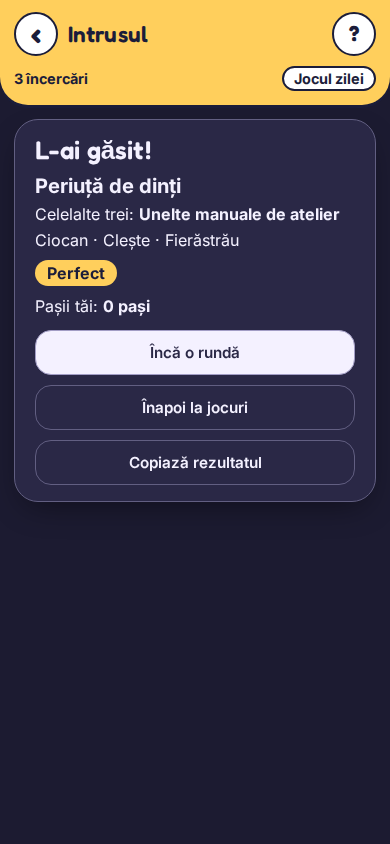 Intrusul
?
3 încercări
Jocul zilei
L-ai găsit!
Periuță de dinți
Celelalte trei: Unelte manuale de atelier
Ciocan · Clește · Fierăstrău
Perfect
Pașii tăi: 0 pași
Încă o rundă
Înapoi la jocuri
Copiază rezultatul